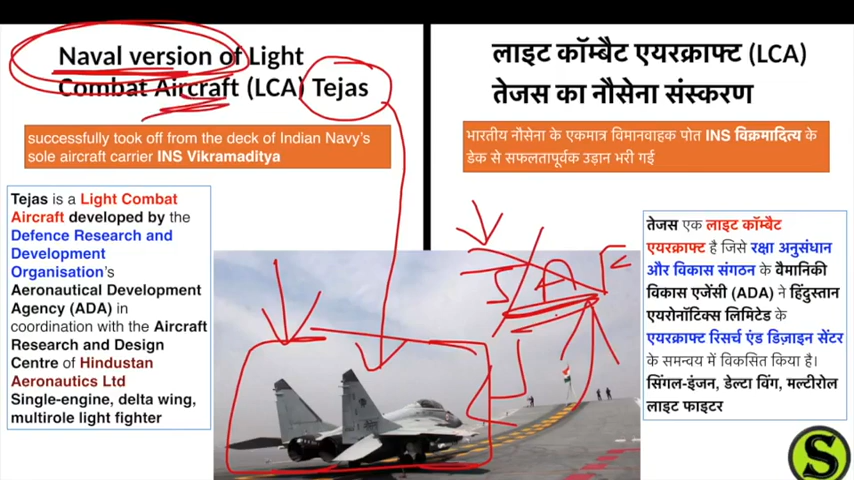 Naval version of Light
Combat Aircraft (LCA) Tejas
successfully took off from the deck of Indian Navy's
sole aircraft carrier INS Vikramaditya
Tejas is a Light Combat
Aircraft developed by the
Defence Research and
Development
Organisation's
Aeronautical Development
Agency (ADA) in
coordination with the Aircraft
Research and Design
Centre of Hindustan
Aeronautics Ltd
Single-engine, delta wing,
multirole light fighter
लाइट कॉम्बैट एयरक्राफ्ट (LCA)
तेजस का नौसेना संस्करण
भारतीय नौसेना के एकमात्र विमानवाहक पोत INS विक्रमादित्य के
डेक से सफलतापूर्वक उड़ान भरी गई
तेजस एक लाइट कॉम्बैट
एयरक्राफ्ट है जिसे रक्षा अनुसंधान
और विकास संगठन के वैमानिकी
विकास एजेंसी (ADA) ने हिंदुस्तान
एयरोनॉटिक्स लिमिटेड के
एयरक्राफ्ट रिसर्च एंड डिज़ाइन सेंटर
के समन्वय में विकसित किया है।
सिंगल-इंजन, डेल्टा विंग, मल्टीरोल
लाइट फाइटर
S